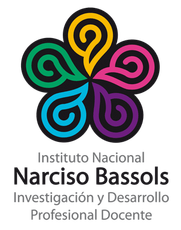 Instituto Nacional
Narciso Bassols
Investigación y Desarrollo
Profesional Docente